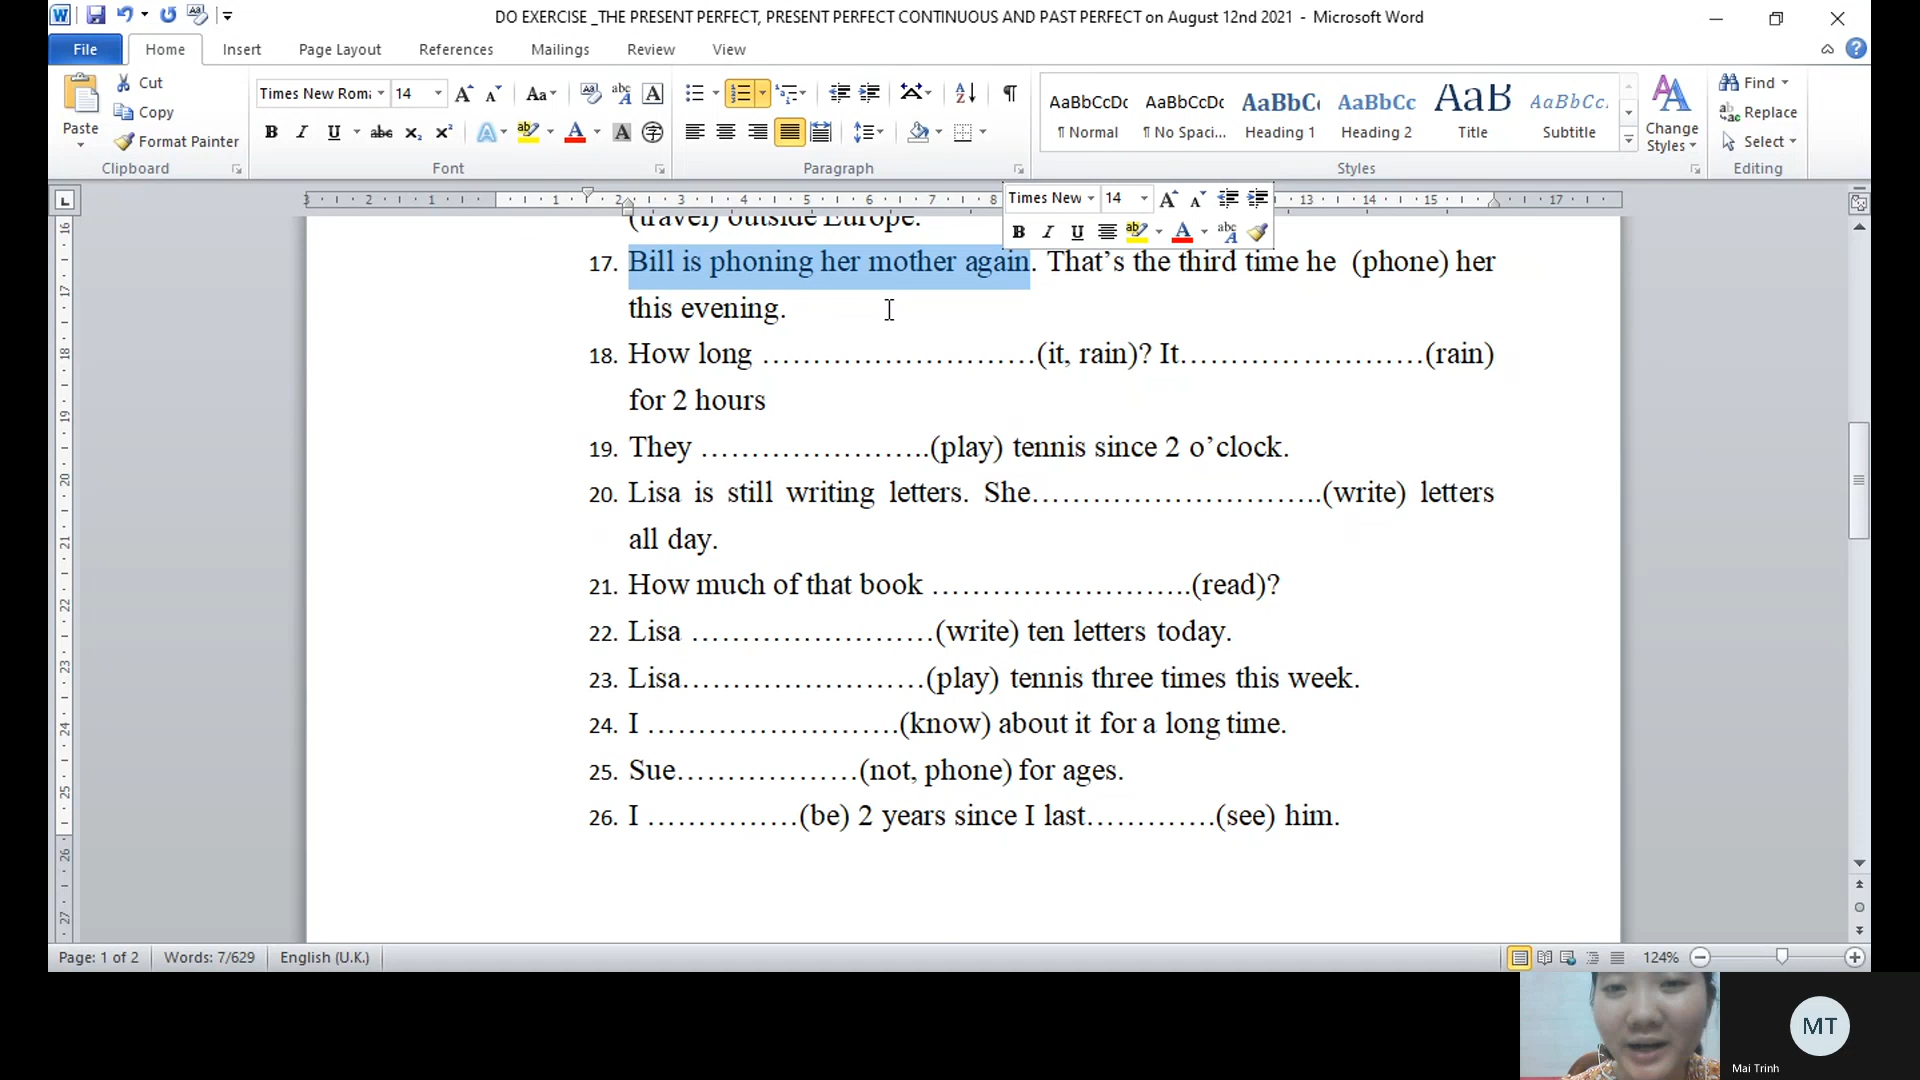 DO EXERCISE _THE PRESENT PERFECT, PRESENT PERFECT CONTINUOUS AND PAST PERFECT on August 12nd 2021 - Microsoft Word
File Home Insert Page Layout References Mailings Review View
Paste
Cut
Copy
Format Painter
Clipboard
Times New Roma 14
Font
Paragraph
AaBbCcDc AaBbCcDc AaBbC AaBbCc AaB AaBbCc.
¶ Normal ¶ No Spaci... Heading 1 Heading 2 Title Subtitle
Styles
Change Styles
Find
Replace
Select
Editing
Times New 14
(travel) outside Europe.
17. Bill is phoning her mother again. That’s the third time he (phone) her
this evening.
18. How long ………………………(it, rain)? It……………………(rain)
for 2 hours
19. They …………………..(play) tennis since 2 o’clock.
20. Lisa is still writing letters. She………………………..(write) letters
all day.
21. How much of that book ……………………..(read)?
22. Lisa ……………………(write) ten letters today.
23. Lisa……………………(play) tennis three times this week.
24. I …………………….(know) about it for a long time.
25. Sue………………(not, phone) for ages.
26. I ……………(be) 2 years since I last………….(see) him.
Page: 1 of 2 Words: 7/629 English (U.K.) 124%
MT
Mai Trinh